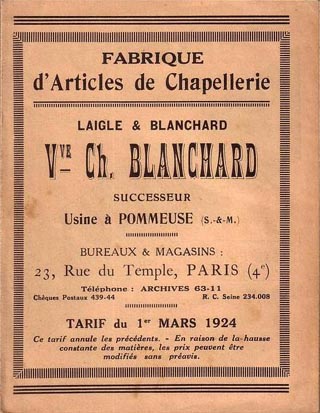 FABRIQUE
d'Articles de Chapellerie
LAIGLE & BLANCHARD
Vve Ch. BLANCHARD
SUCCESSEUR
Usine à POMMEUSE (S.-&-M.)
BUREAUX & MAGASINS :
23, Rue du Temple, PARIS (4e)
Téléphone : ARCHIVES 63-11
Chèques Postaux 439-44 R. C. Seine 234.008
TARIF du 1er MARS 1924
Ce tarif annule les précédents. - En raison de la hausse
constante des matières, les prix peuvent être
modifiés sans préavis.